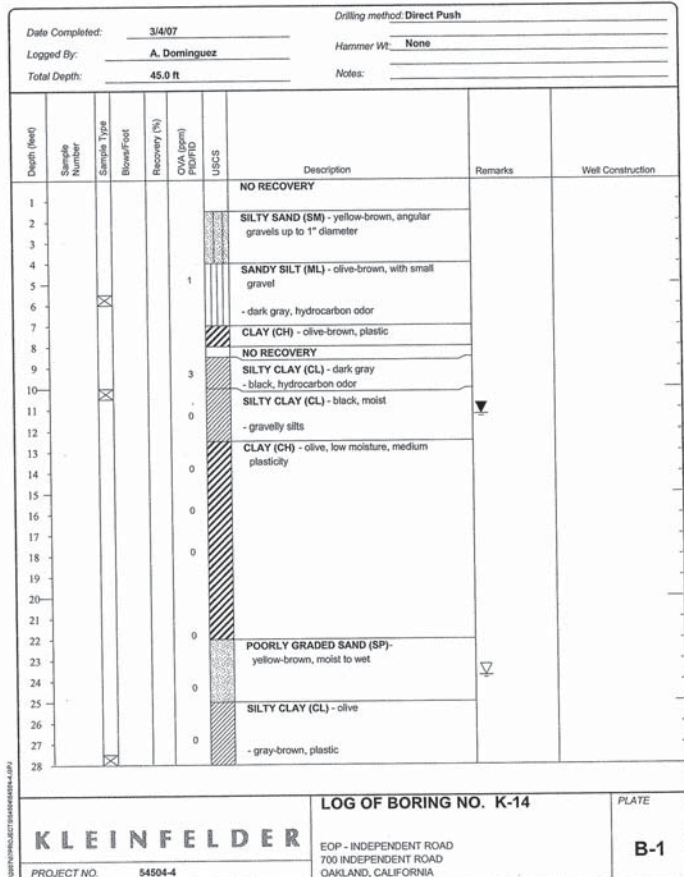 Drilling method: Direct Push
Date Completed: 3/4/07
Logged By: A. Dominguez
Hammer Wt: None
Total Depth: 45.0 ft
Notes:
Depth (feet)
Sample Number
Sample Type
Blows/Foot
Recovery (%)
OVA (ppm) PID/FID
USCS
Description
Remarks
Well Construction
NO RECOVERY
1
SILTY SAND (SM) - yellow-brown, angular
2
gravels up to 1" diameter
3
4
SANDY SILT (ML) - olive-brown, with small
1
gravel
5
6
- dark gray, hydrocarbon odor
7
CLAY (CH) - olive-brown, plastic
8
NO RECOVERY
9
3
SILTY CLAY (CL) - dark gray
- black, hydrocarbon odor
10
SILTY CLAY (CL) - black, moist
11
0
- gravelly silts
12
CLAY (CH) - olive, low moisture, medium
13
plasticity
0
14
15
16
0
17
18
0
19
20
21
22
0
POORLY GRADED SAND (SP)-
yellow-brown, moist to wet
23
24
0
25
SILTY CLAY (CL) - olive
26
27
0
- gray-brown, plastic
28
LOG OF BORING NO. K-14
PLATE
KLEINFELDER
EOP - INDEPENDENT ROAD
700 INDEPENDENT ROAD
OAKLAND, CALIFORNIA
B-1
PROJECT NO. 54504-4